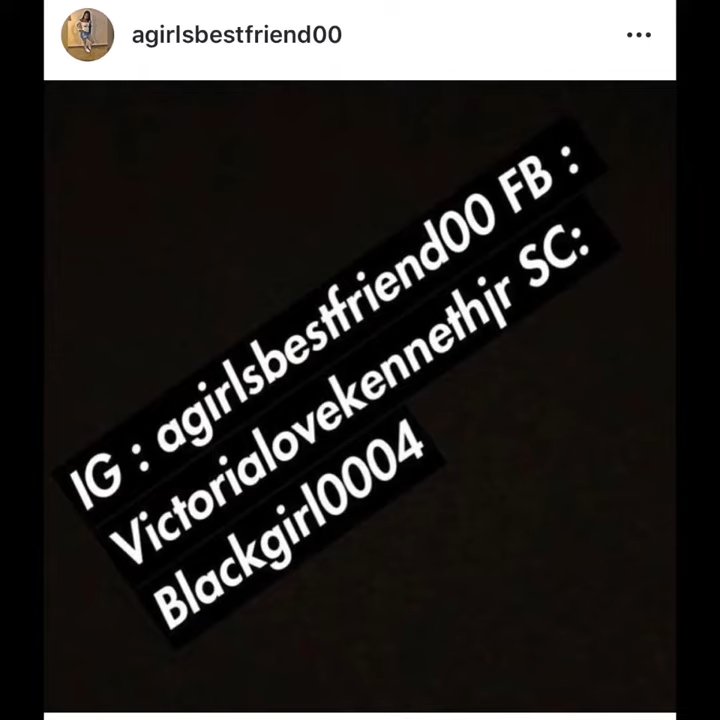 agirlsbestfriend00
IG : agirlsbestfriend00 FB :
Victorialovekennethjr SC:
Blackgirl0004